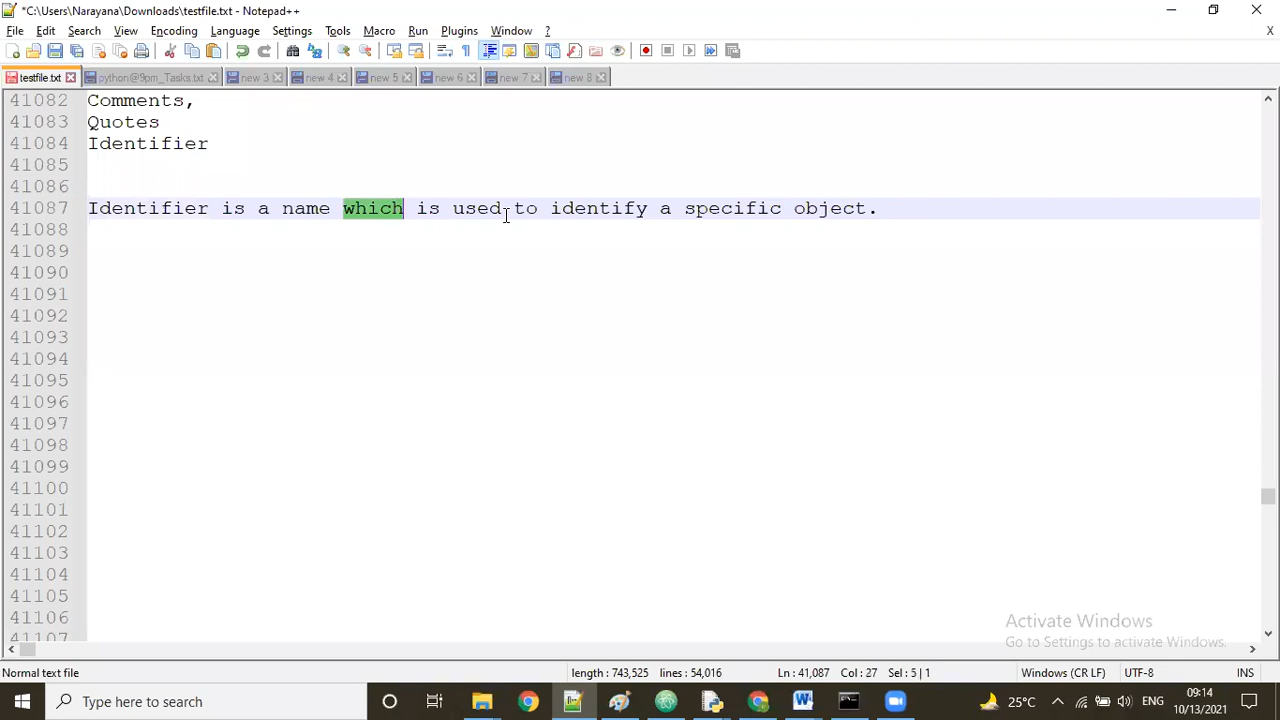 *C:\Users\Narayana\Downloads\testfile.txt - Notepad++
File Edit Search View Encoding Language Settings Tools Macro Run Plugins Window ? X
testfile.txt python@9pm_Tasks.txt new 3 new 4 new 5 new 6 new 7 new 8
41082 Comments,
41083 Quotes
41084 Identifier
41085
41086
41087 Identifier is a name which is used to identify a specific object.
41088
41089
41090
41091
41092
41093
41094
41095
41096
41097
41098
41099
41100
41101
41102
41103
41104
41105
41106
41107
Activate Windows
Go to Settings to activate Windows.
Normal text file length : 743,525 lines : 54,016 Ln : 41,087 Col : 27 Sel : 5 | 1 Windows (CR LF) UTF-8 INS
Type here to search 25°C ENG 09:14
10/13/2021